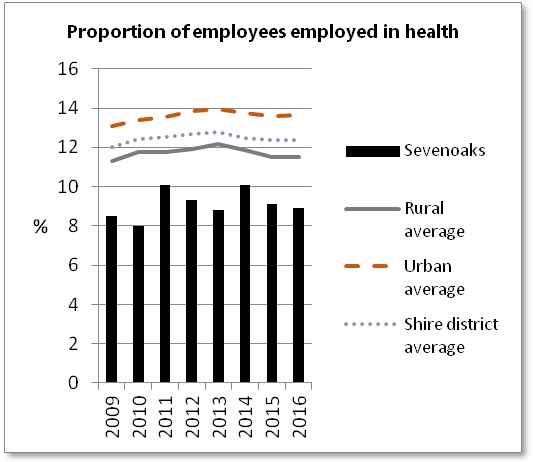 Proportion of employees employed in health
16
14
12
10
8
6
4
2
0
%
2009
2010
2011
2012
2013
2014
2015
2016
Sevenoaks
Rural
average
Urban
average
Shire district
average